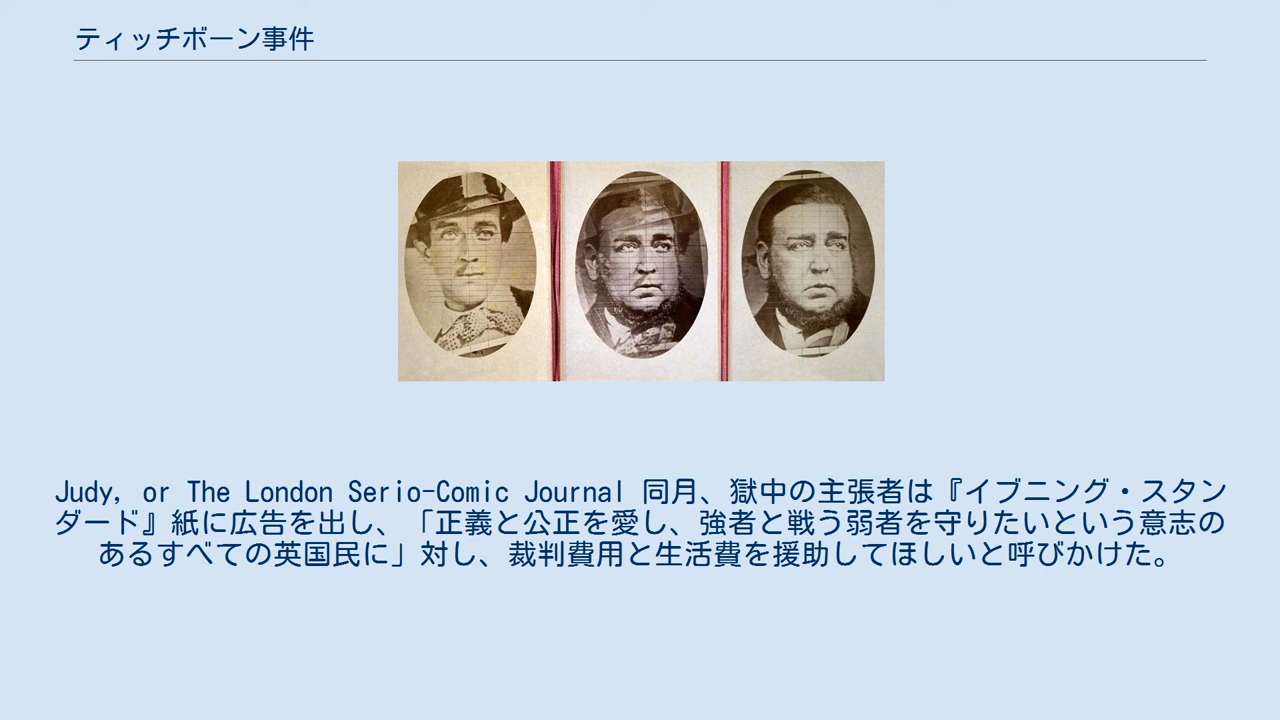 ティッチボーン事件
Judy, or The London Serio-Comic Journal 同月、獄中の主張者は『イブニング・スタン
ダード』紙に広告を出し、「正義と公正を愛し、強者と戦う弱者を守りたいという意志の
あるすべての英国民に」対し、裁判費用と生活費を援助してほしいと呼びかけた。